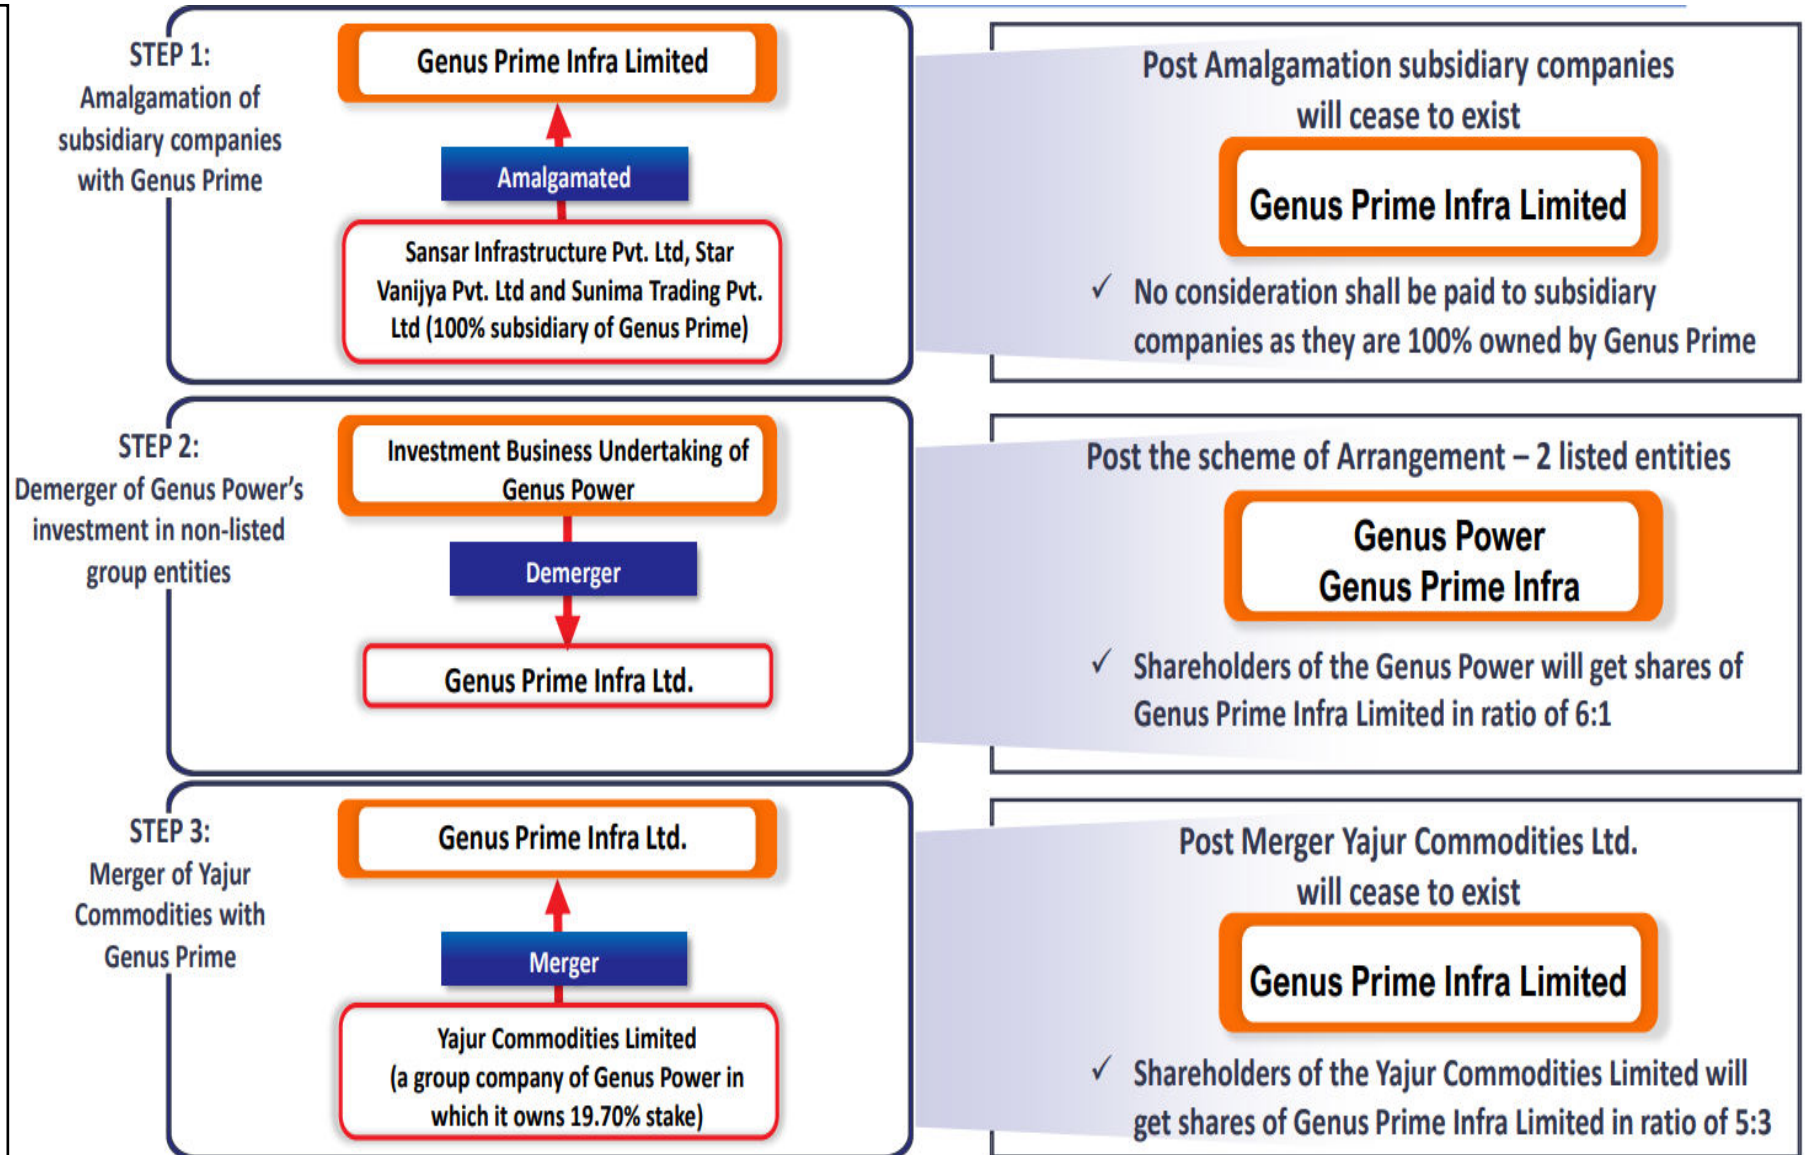 STEP 1:
Amalgamation of
subsidiary companies
with Genus Prime
Genus Prime Infra Limited
Amalgamated
Sansar Infrastructure Pvt. Ltd, Star
Vanijya Pvt. Ltd and Sunima Trading Pvt.
Ltd (100% subsidiary of Genus Prime)
Post Amalgamation subsidiary companies
will cease to exist
Genus Prime Infra Limited
✓ No consideration shall be paid to subsidiary
companies as they are 100% owned by Genus Prime
STEP 2:
Demerger of Genus Power’s
investment in non-listed
group entities
Investment Business Undertaking of
Genus Power
Demerger
Genus Prime Infra Ltd.
Post the scheme of Arrangement – 2 listed entities
Genus Power
Genus Prime Infra
✓ Shareholders of the Genus Power will get shares of
Genus Prime Infra Limited in ratio of 6:1
STEP 3:
Merger of Yajur
Commodities with
Genus Prime
Genus Prime Infra Ltd.
Merger
Yajur Commodities Limited
(a group company of Genus Power in
which it owns 19.70% stake)
Post Merger Yajur Commodities Ltd.
will cease to exist
Genus Prime Infra Limited
✓ Shareholders of the Yajur Commodities Limited will
get shares of Genus Prime Infra Limited in ratio of 5:3